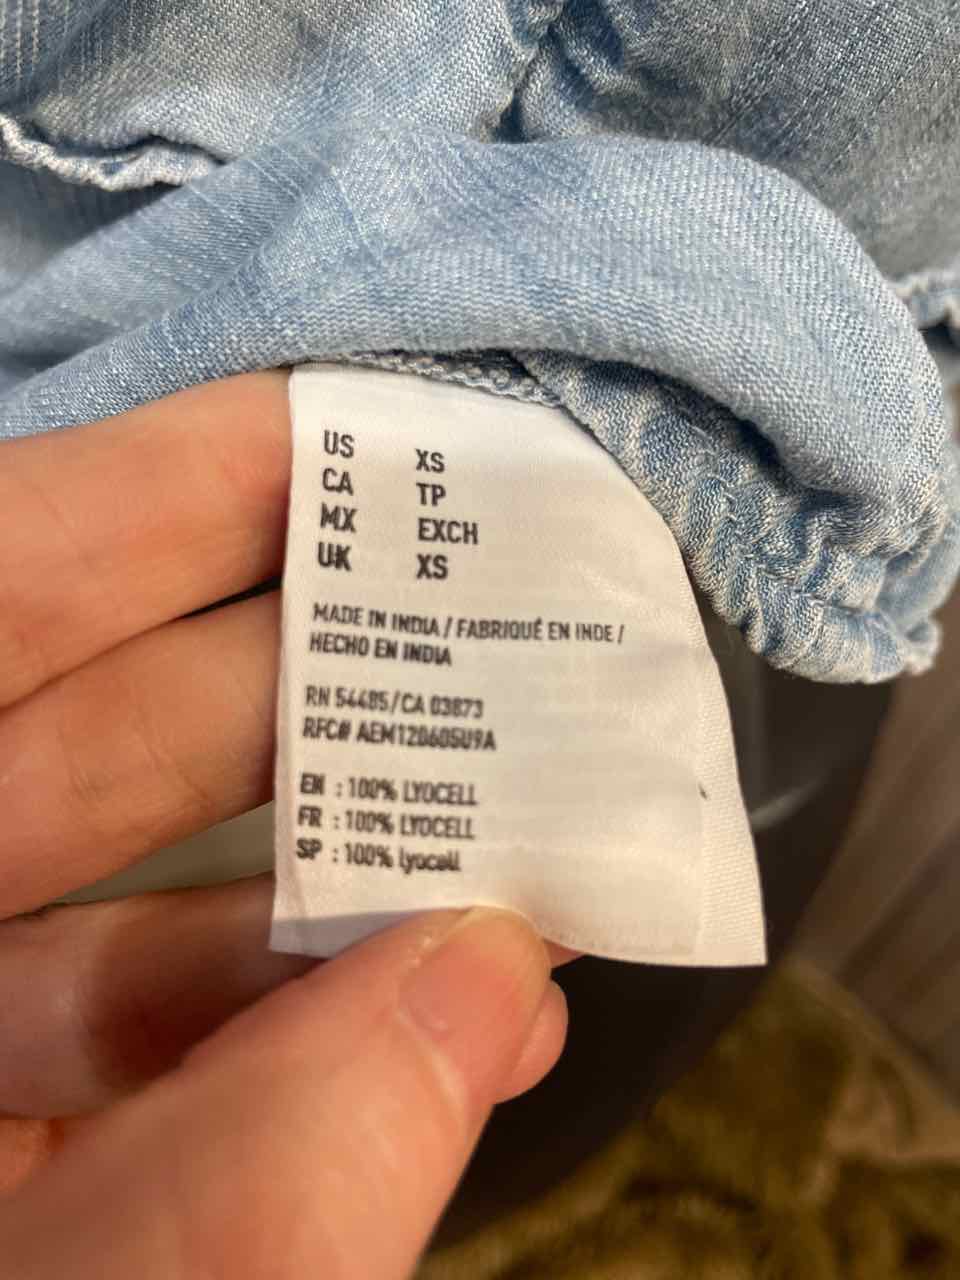 US XS
CA TP
MX EXCH
UK XS
MADE IN INDIA / FABRIQUÉ EN INDE /
HECHO EN INDIA
RN 54485/CA 03873
RFC# AEM120605U9A
EN : 100% LYOCELL
FR : 100% LYOCELL
SP : 100% lyocell